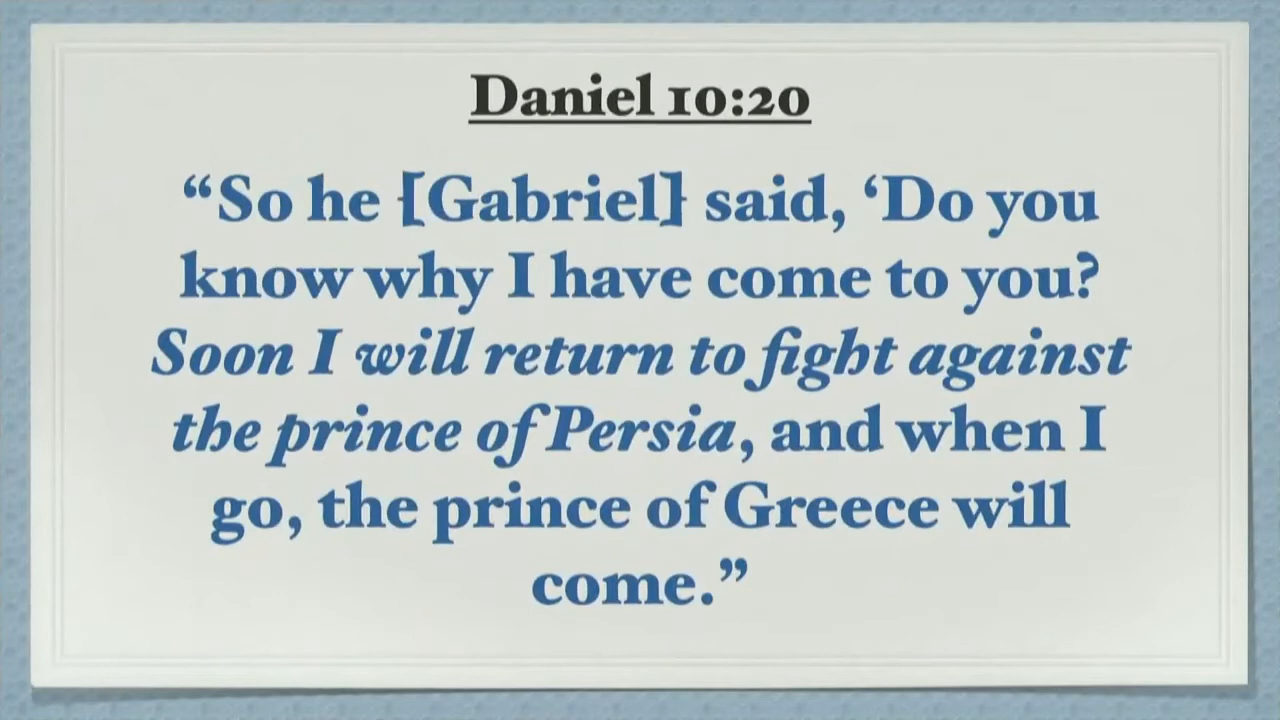 Daniel 10:20
“So he [Gabriel] said, ‘Do you
know why I have come to you?
Soon I will return to fight against
the prince of Persia, and when I
go, the prince of Greece will
come.”